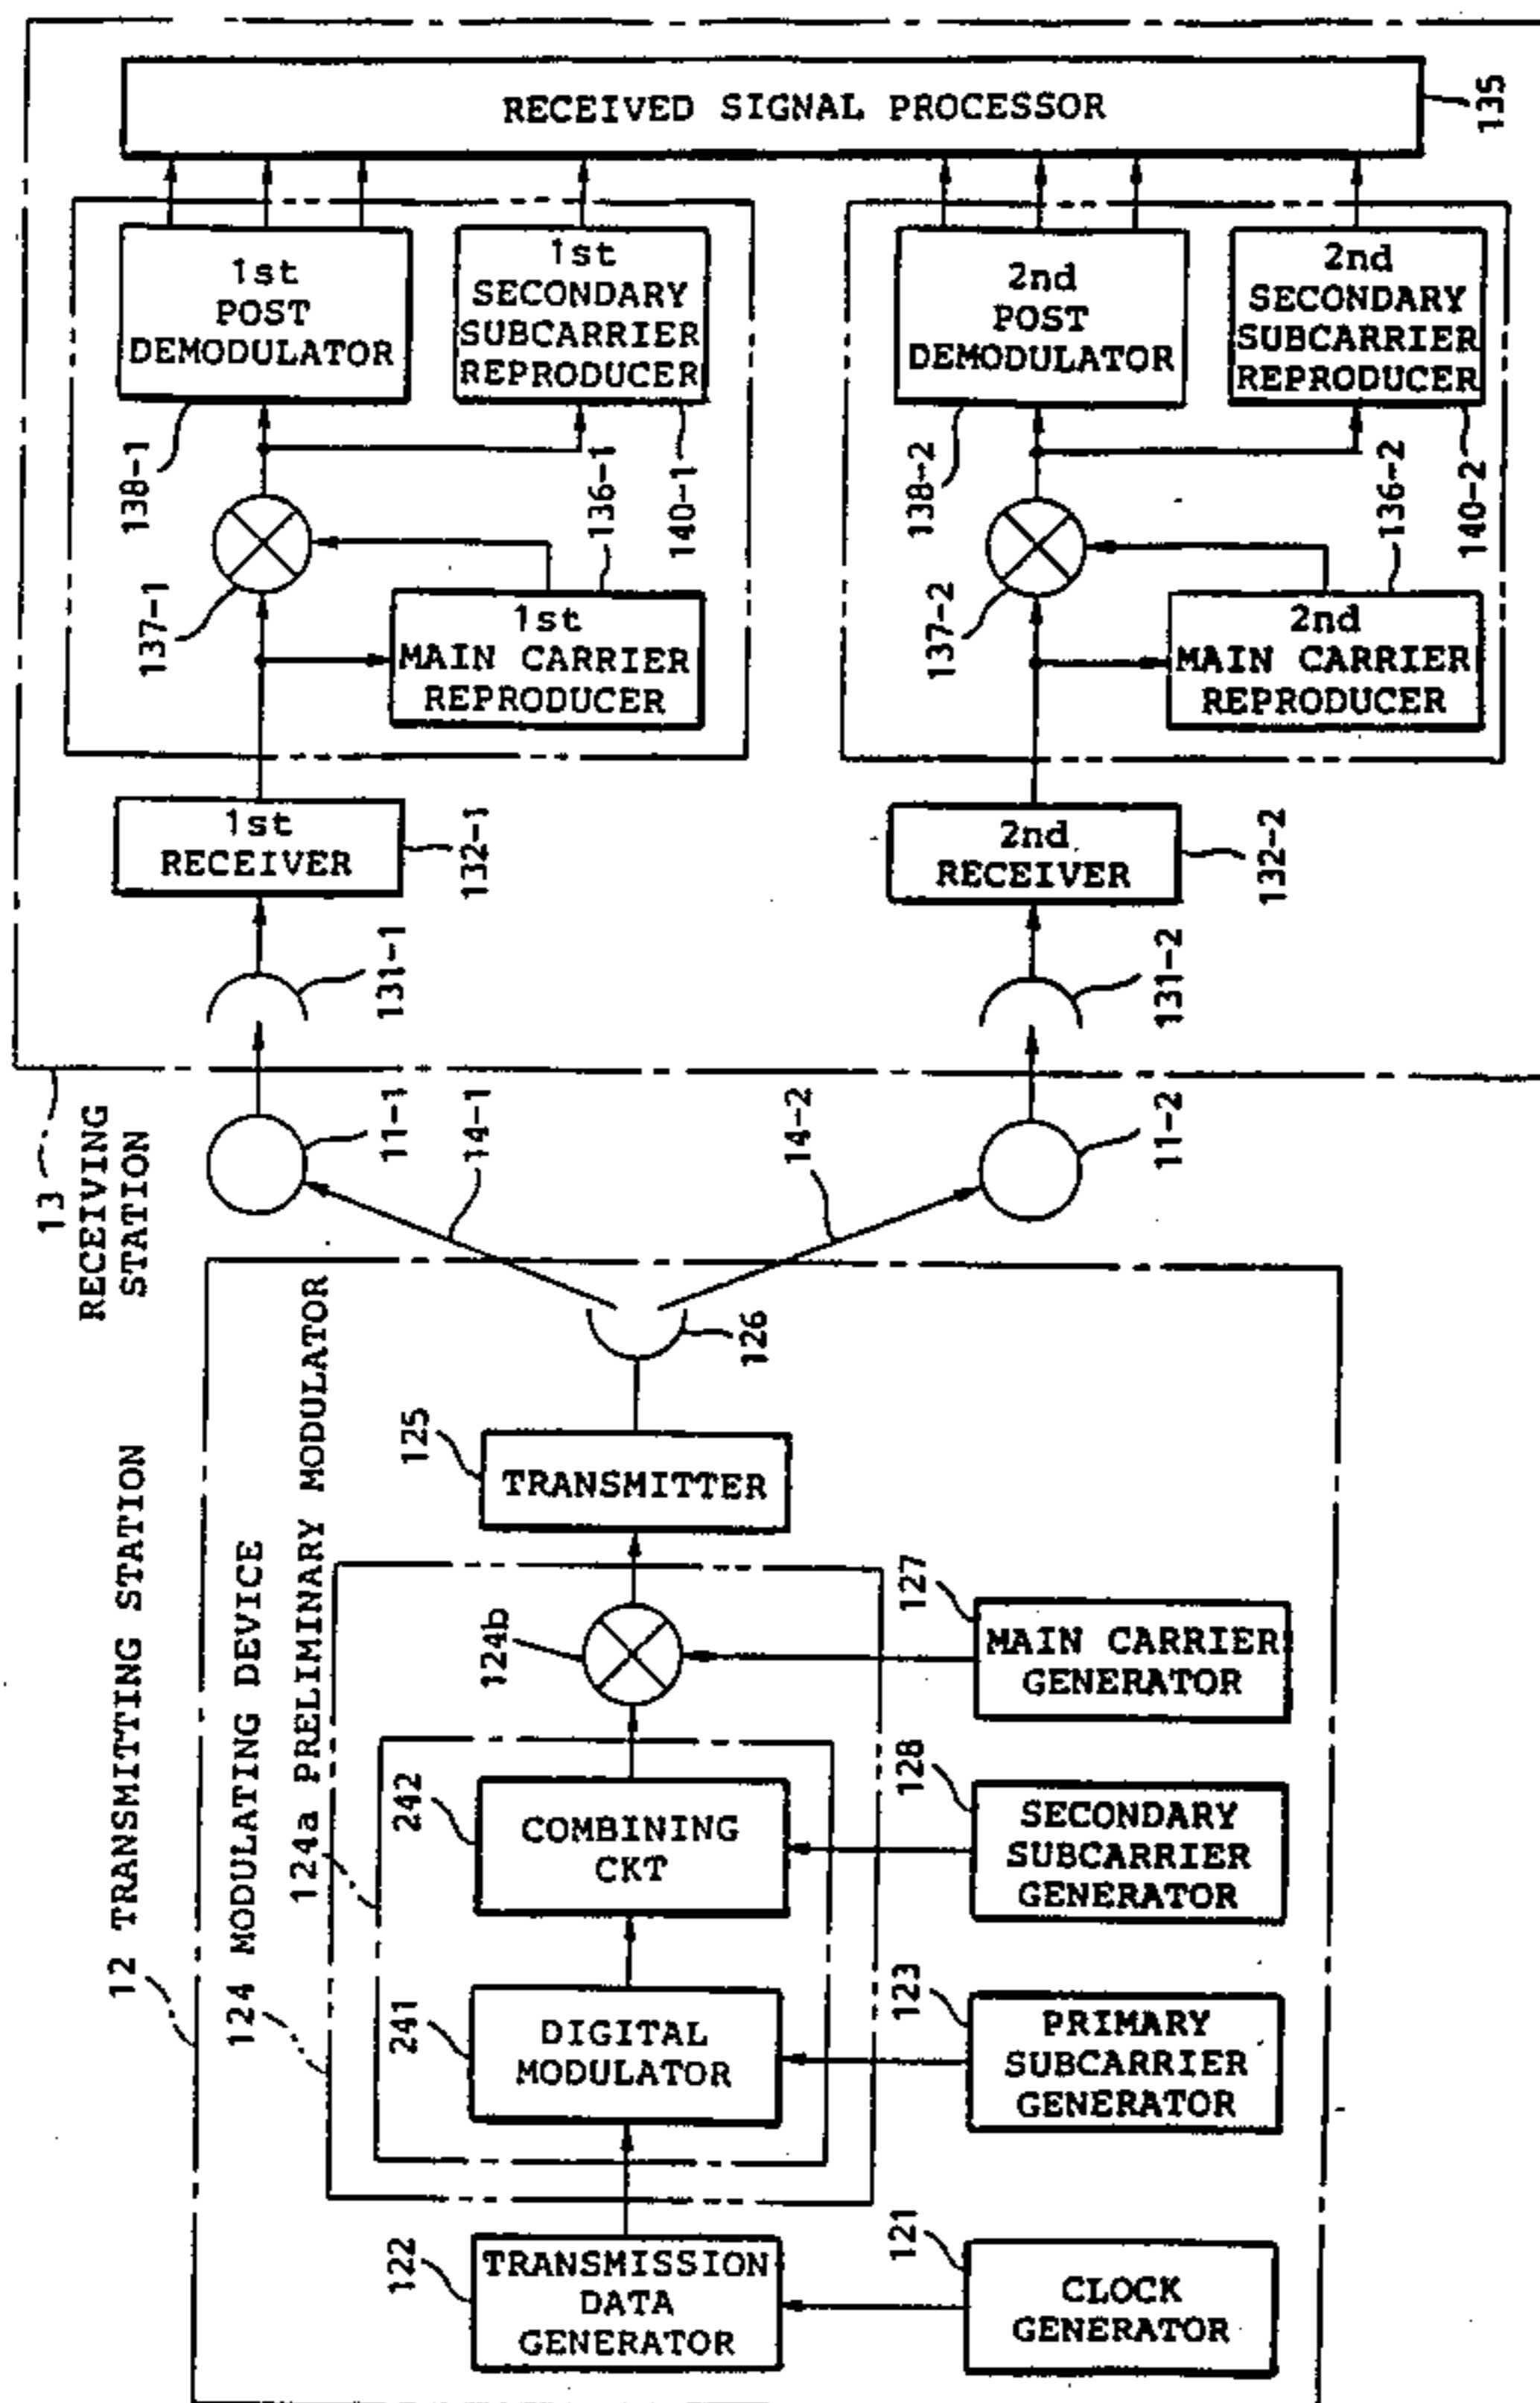 RECEIVED SIGNAL PROCESSOR
135
1st
POST
DEMODULATOR
1st
SECONDARY
SUBCARRIER
REPRODUCER
2nd
POST
DEMODULATOR
2nd
SECONDARY
SUBCARRIER
REPRODUCER
138-1
140-1
136-1
138-2
140-2
136-2
137-1
1st
MAIN CARRIER
REPRODUCER
137-2
2nd
MAIN CARRIER
REPRODUCER
1st
RECEIVER
132-1
2nd
RECEIVER
132-2
131-1
131-2
13
RECEIVING
STATION
11-1
14-1
14-2
11-2
12 TRANSMITTING STATION
124 MODULATING DEVICE
124a PRELIMINARY MODULATOR
126
125
TRANSMITTER
124b
127
MAIN CARRIER
GENERATOR
242
COMBINING
CKT
128
SECONDARY
SUBCARRIER
GENERATOR
241
DIGITAL
MODULATOR
123
PRIMARY
SUBCARRIER
GENERATOR
122
TRANSMISSION
DATA
GENERATOR
121
CLOCK
GENERATOR